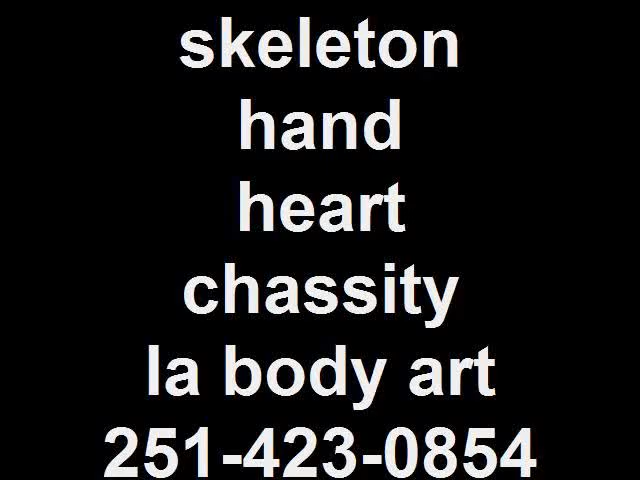 skeleton
hand
heart
chassity
la body art
251-423-0854